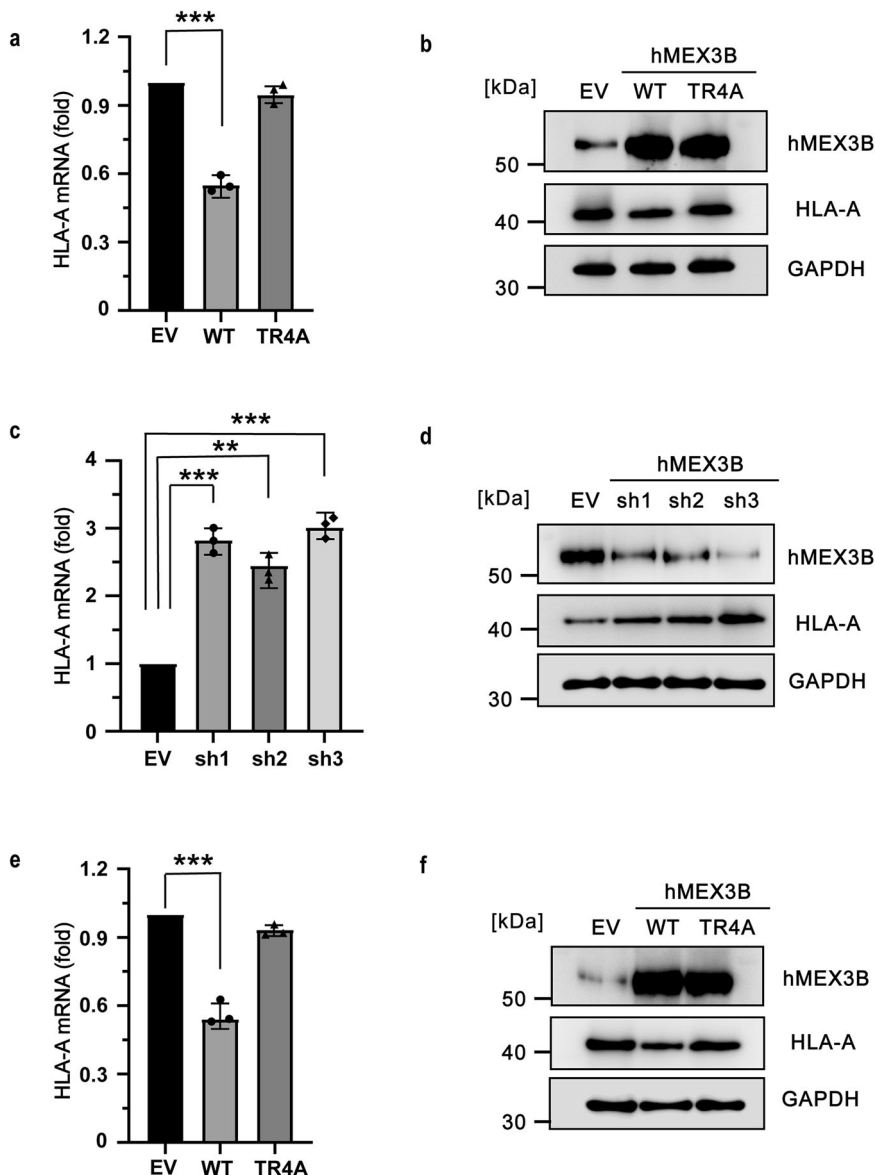 a
HLA-A mRNA (fold)
1.2
0.9
0.6
0.3
0
***
EV WT TR4A
b
hMEX3B
[kDa] EV WT TR4A
50 hMEX3B
40 HLA-A
30 GAPDH
c
HLA-A mRNA (fold)
4
3
2
1
0
***
**
***
EV sh1 sh2 sh3
d
hMEX3B
[kDa] EV sh1 sh2 sh3
50 hMEX3B
40 HLA-A
30 GAPDH
e
HLA-A mRNA (fold)
1.2
0.9
0.6
0.3
0
***
EV WT TR4A
f
hMEX3B
[kDa] EV WT TR4A
50 hMEX3B
40 HLA-A
30 GAPDH